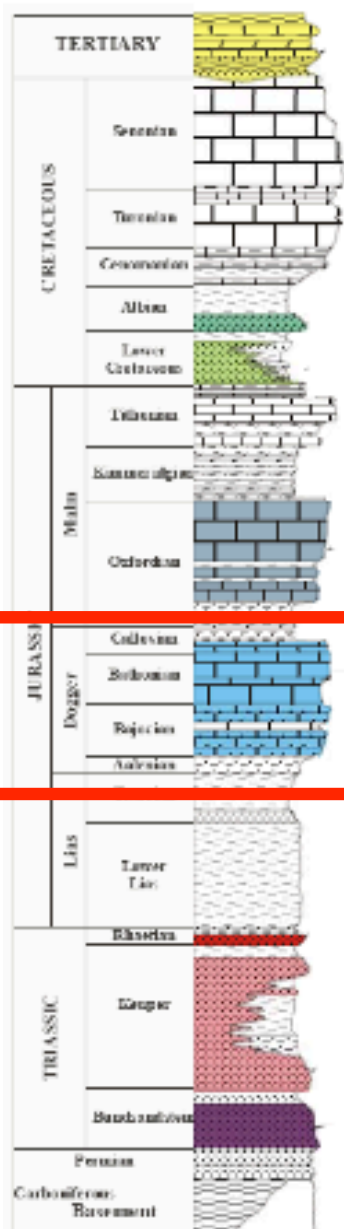 TERTIARY
CRETACEOUS
Senonian
Turonian
Cenomanian
Albian
Lower
Cretaceous
JURASSIC
Malm
Tithonian
Kimmeridgian
Oxfordian
Dogger
Callovian
Bathonian
Bajocian
Aalenian
Lias
Lower
Lias
TRIASSIC
Rhaetian
Keuper
Bundsandstein
Permian
Carboniferous
Basement